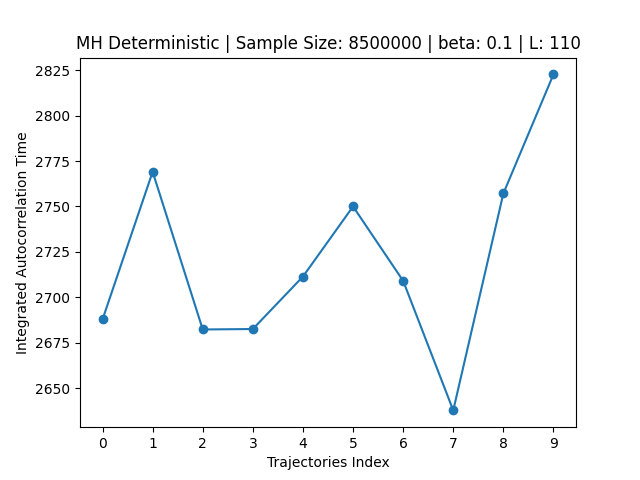 MH Deterministic | Sample Size: 8500000 | beta: 0.1 | L: 110
Integrated Autocorrelation Time
2825
2800
2775
2750
2725
2700
2675
2650
0 1 2 3 4 5 6 7 8 9
Trajectories Index